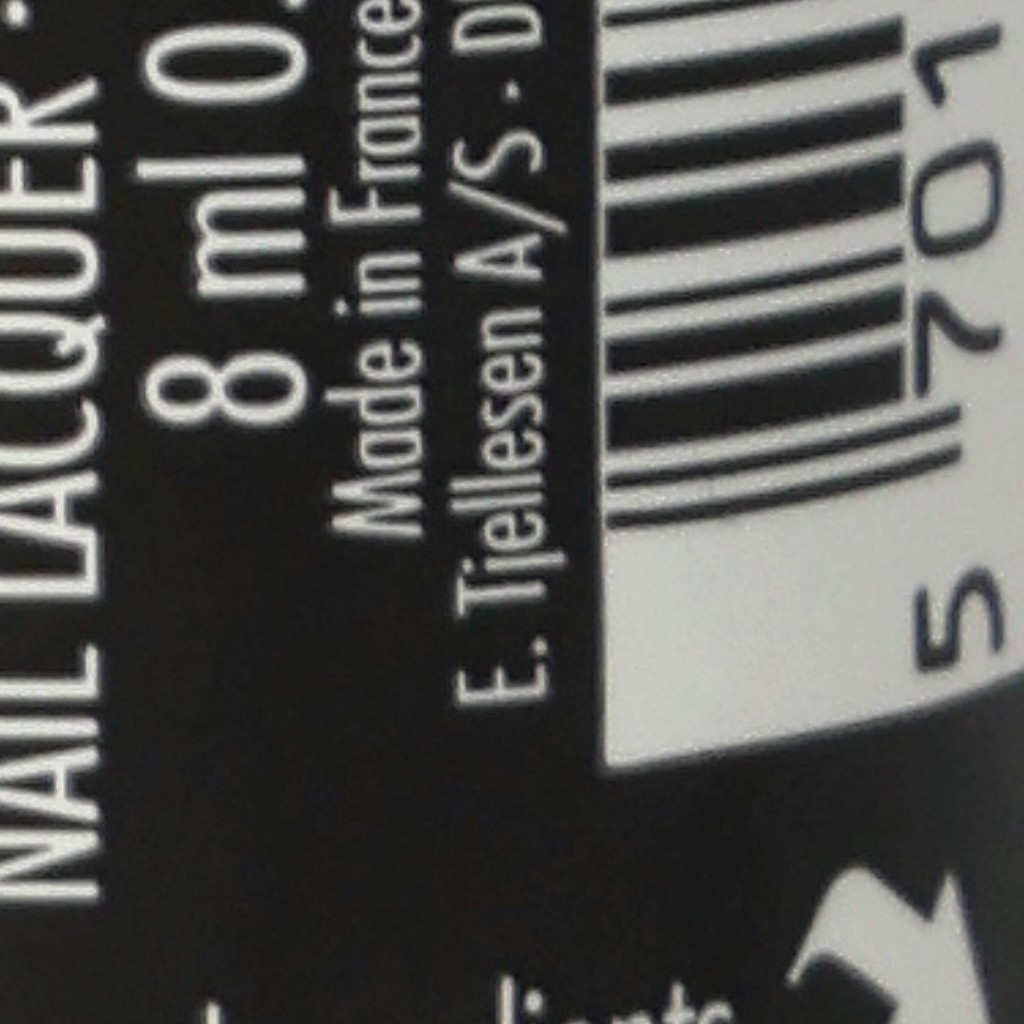 NAIL LACQUER
8 ml 0.
Made in France
E. Tjellesen A/S · D
5 701